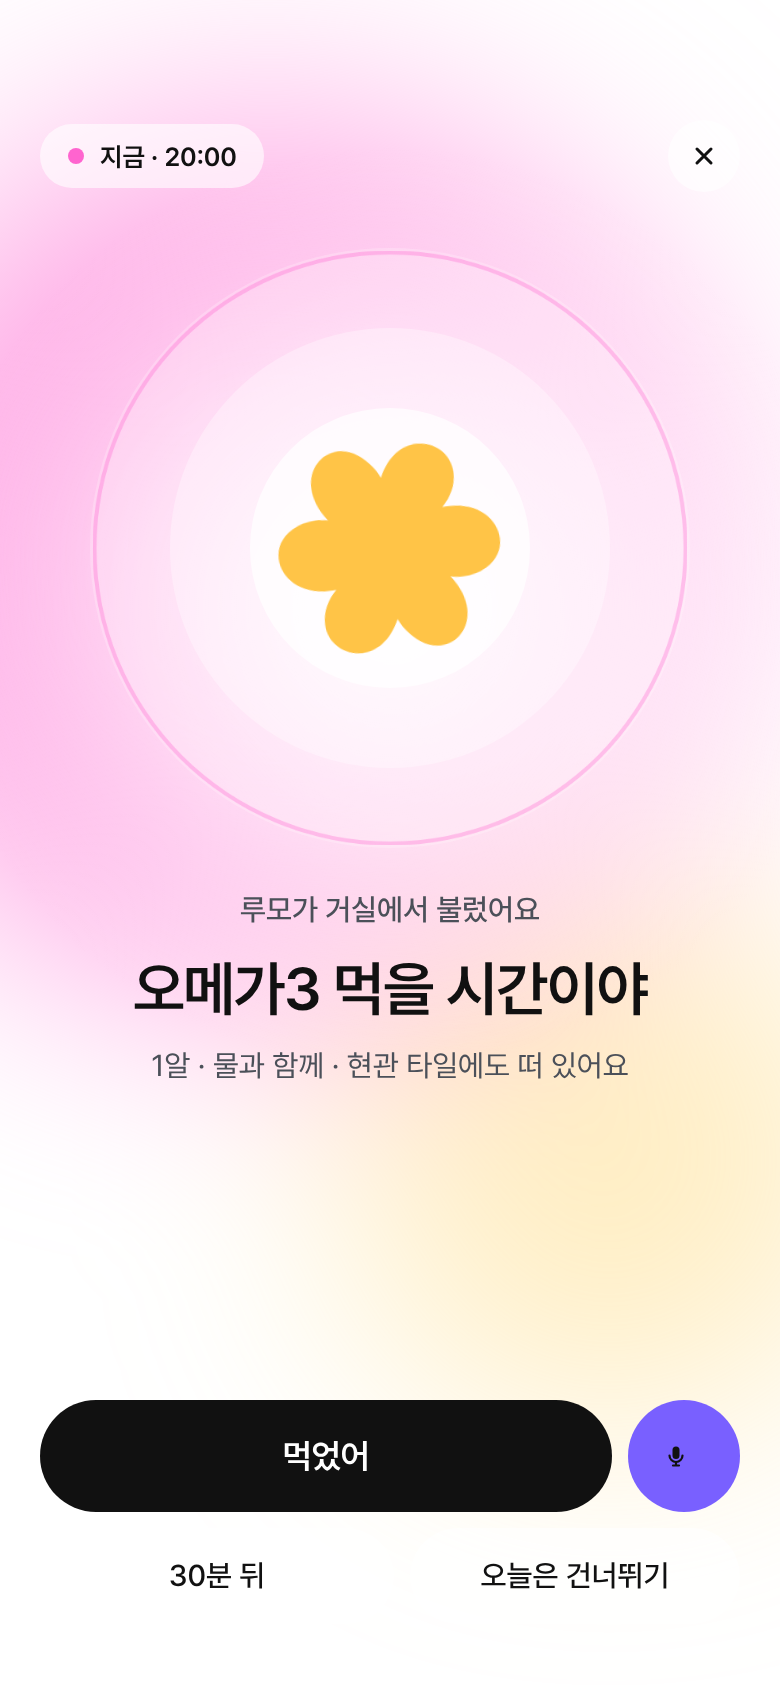 지금 · 20:00
루모가 거실에서 불렀어요
오메가3 먹을 시간이야
1알 · 물과 함께 · 현관 타일에도 떠 있어요
먹었어
30분 뒤
오늘은 건너뛰기